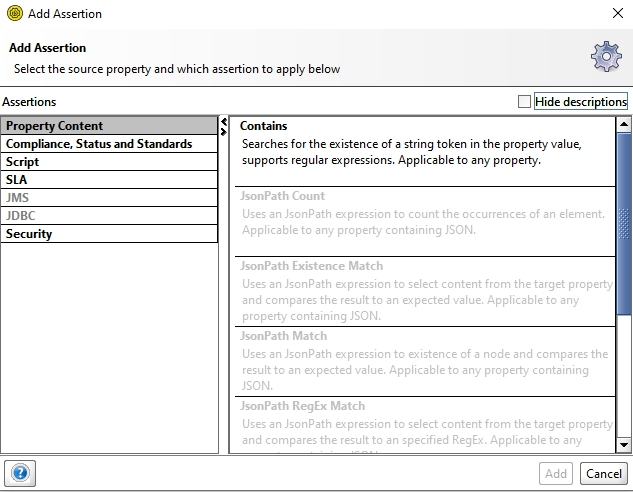 Add Assertion
Add Assertion
Select the source property and which assertion to apply below
Assertions
Hide descriptions
Property Content
Compliance, Status and Standards
Script
SLA
JMS
JDBC
Security
Contains
Searches for the existence of a string token in the property value,
supports regular expressions. Applicable to any property.
JsonPath Count
Uses an JsonPath expression to count the occurrences of an element.
Applicable to any property containing JSON.
JsonPath Existence Match
Uses an JsonPath expression to select content from the target property
and compares the result to an expected value. Applicable to any
property containing JSON.
JsonPath Match
Uses an JsonPath expression to existence of a node and compares the
result to an expected value. Applicable to any property containing
JSON.
JsonPath RegEx Match
Uses an JsonPath expression to select content from the target property
and compares the result to an specified RegEx. Applicable to any
Add
Cancel